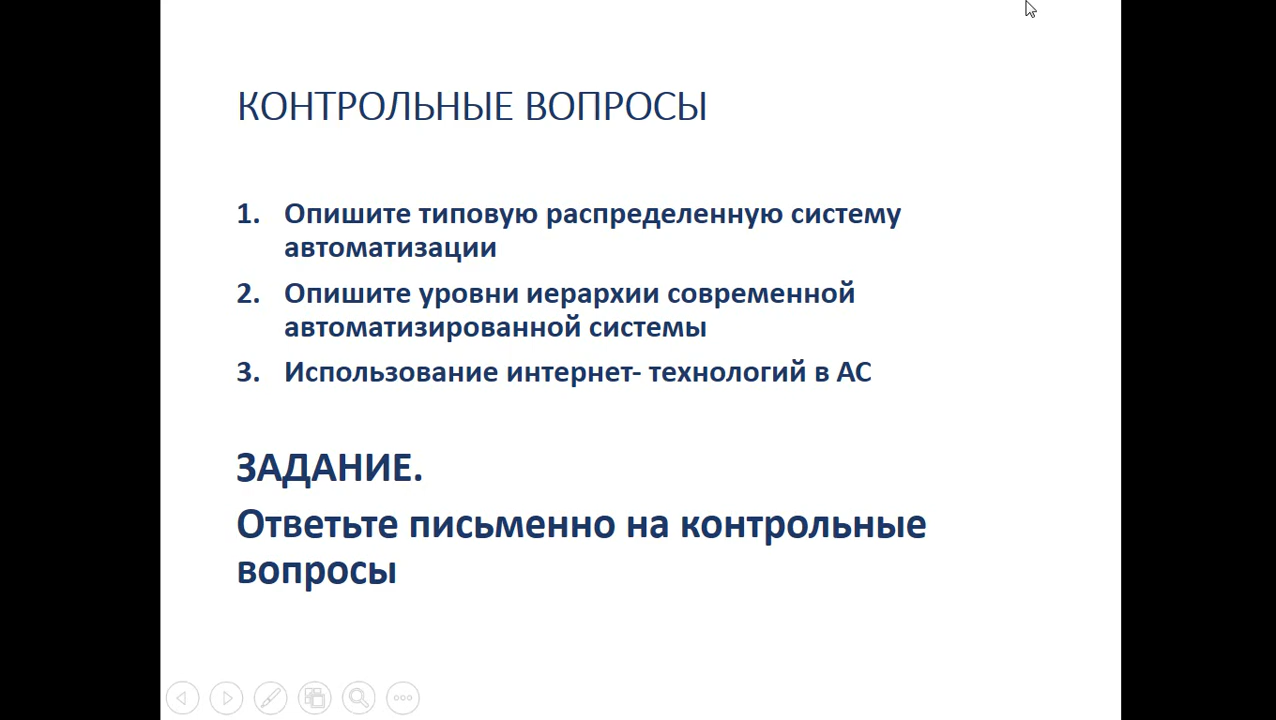 КОНТРОЛЬНЫЕ ВОПРОСЫ
1. Опишите типовую распределенную систему
автоматизации
2. Опишите уровни иерархии современной
автоматизированной системы
3. Использование интернет- технологий в АС
ЗАДАНИЕ.
Ответьте письменно на контрольные
вопросы